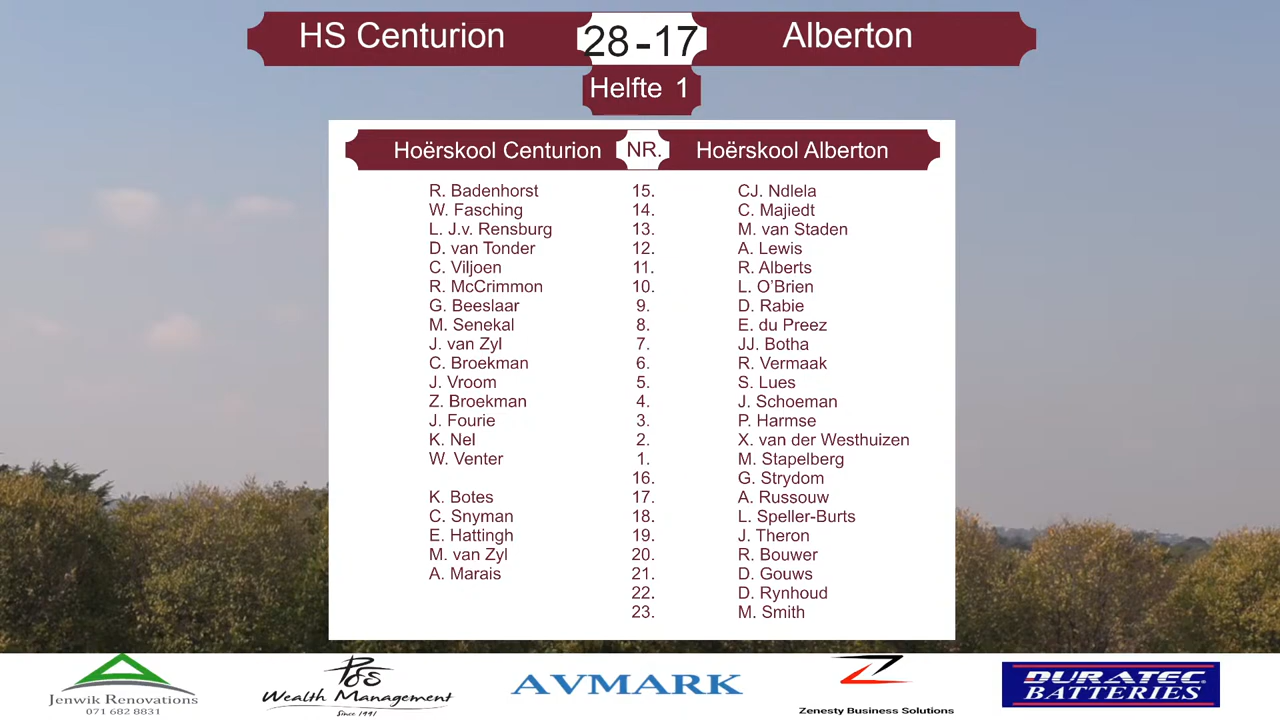 HS Centurion 28-17 Alberton
Helfte 1
Hoërskool Centurion NR. Hoërskool Alberton
R. Badenhorst 15. CJ. Ndlela
W. Fasching 14. C. Majiedt
L. J.v. Rensburg 13. M. van Staden
D. van Tonder 12. A. Lewis
C. Viljoen 11. R. Alberts
R. McCrimmon 10. L. O'Brien
G. Beeslaar 9. D. Rabie
M. Senekal 8. E. du Preez
J. van Zyl 7. JJ. Botha
C. Broekman 6. R. Vermaak
J. Vroom 5. S. Lues
Z. Broekman 4. J. Schoeman
J. Fourie 3. P. Harmse
K. Nel 2. X. van der Westhuizen
W. Venter 1. M. Stapelberg
16. G. Strydom
K. Botes 17. A. Russouw
C. Snyman 18. L. Speller-Burts
E. Hattingh 19. J. Theron
M. van Zyl 20. R. Bouwer
A. Marais 21. D. Gouws
22. D. Rynhoud
23. M. Smith
Jenwik Renovations
071 682 8831
Wealth Management
Since 1991
AVMARK
Zenesty Business Solutions
DURATEC
BATTERIES